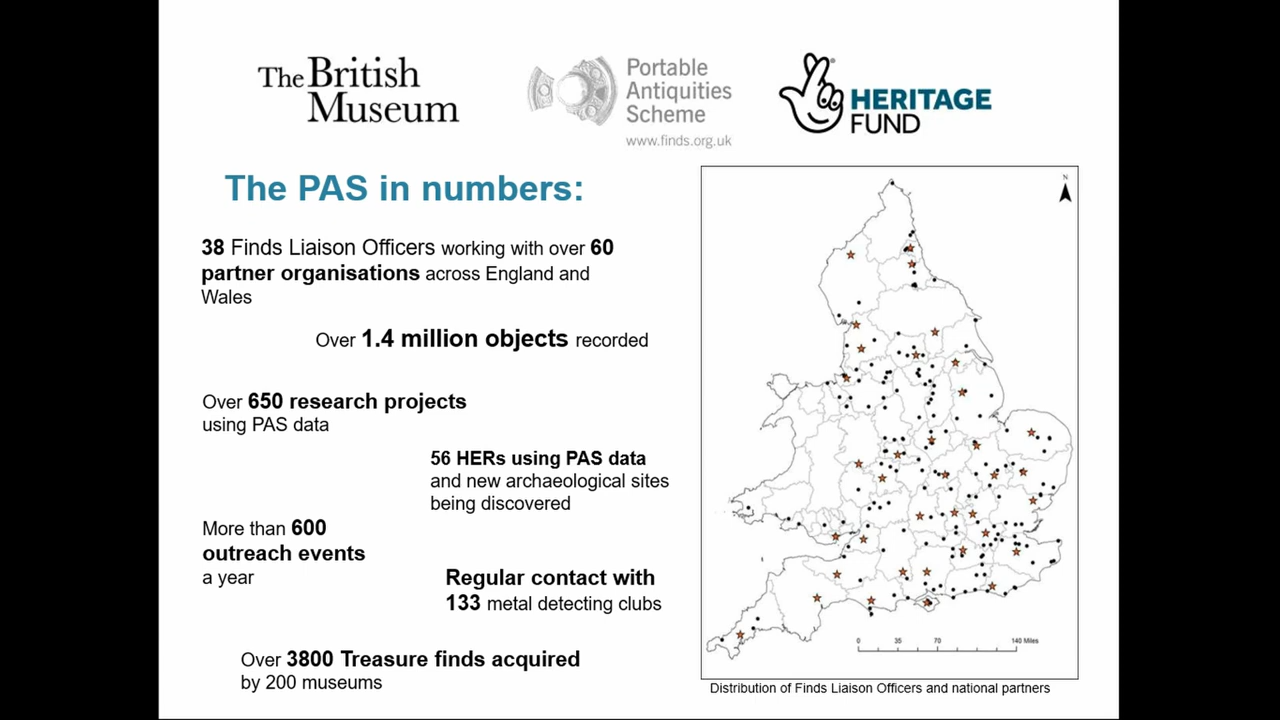 The British
Museum
Portable
Antiquities
Scheme
www.finds.org.uk
HERITAGE
FUND
The PAS in numbers:
38 Finds Liaison Officers working with over 60
partner organisations across England and
Wales
Over 1.4 million objects recorded
Over 650 research projects
using PAS data
56 HERs using PAS data
and new archaeological sites
being discovered
More than 600
outreach events
a year
Regular contact with
133 metal detecting clubs
Over 3800 Treasure finds acquired
by 200 museums
N
0 35 70 140 Miles
Distribution of Finds Liaison Officers and national partners